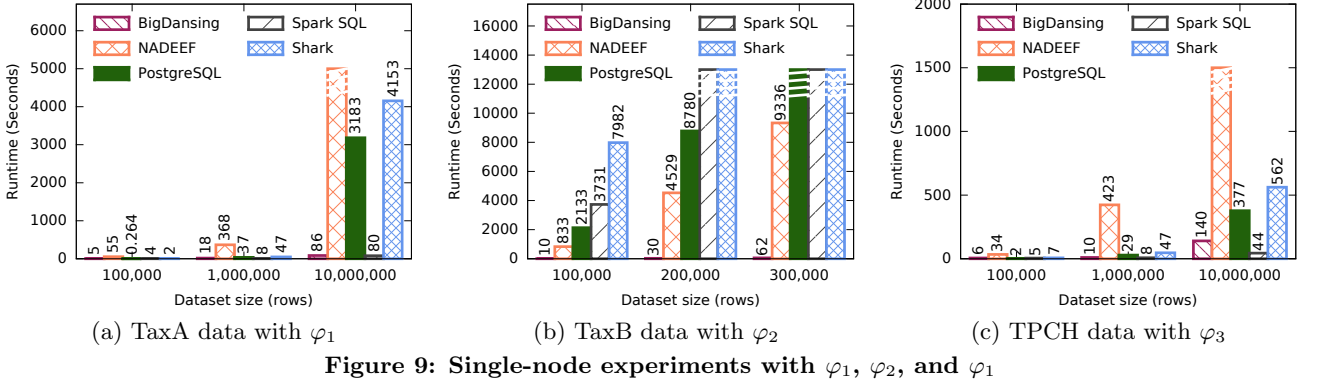 BigDansing
NADEEF
PostgreSQL
Spark SQL
Shark
Runtime (Seconds)
6000
5000
4000
3000
2000
1000
0
5
55
0.264
4
2
18
368
37
8
47
86
3183
80
4153
100,000
1,000,000
10,000,000
Dataset size (rows)
(a) TaxA data with φ1
BigDansing
NADEEF
PostgreSQL
Spark SQL
Shark
Runtime (Seconds)
16000
14000
12000
10000
8000
6000
4000
2000
0
10
833
2133
3731
7982
30
4529
8780
62
9336
100,000
200,000
300,000
Dataset size (rows)
(b) TaxB data with φ2
BigDansing
NADEEF
PostgreSQL
Spark SQL
Shark
Runtime (Seconds)
2000
1500
1000
500
0
6
34
2
5
7
10
423
29
8
47
140
377
44
562
100,000
1,000,000
10,000,000
Dataset size (rows)
(c) TPCH data with φ3
Figure 9: Single-node experiments with φ1, φ2, and φ1